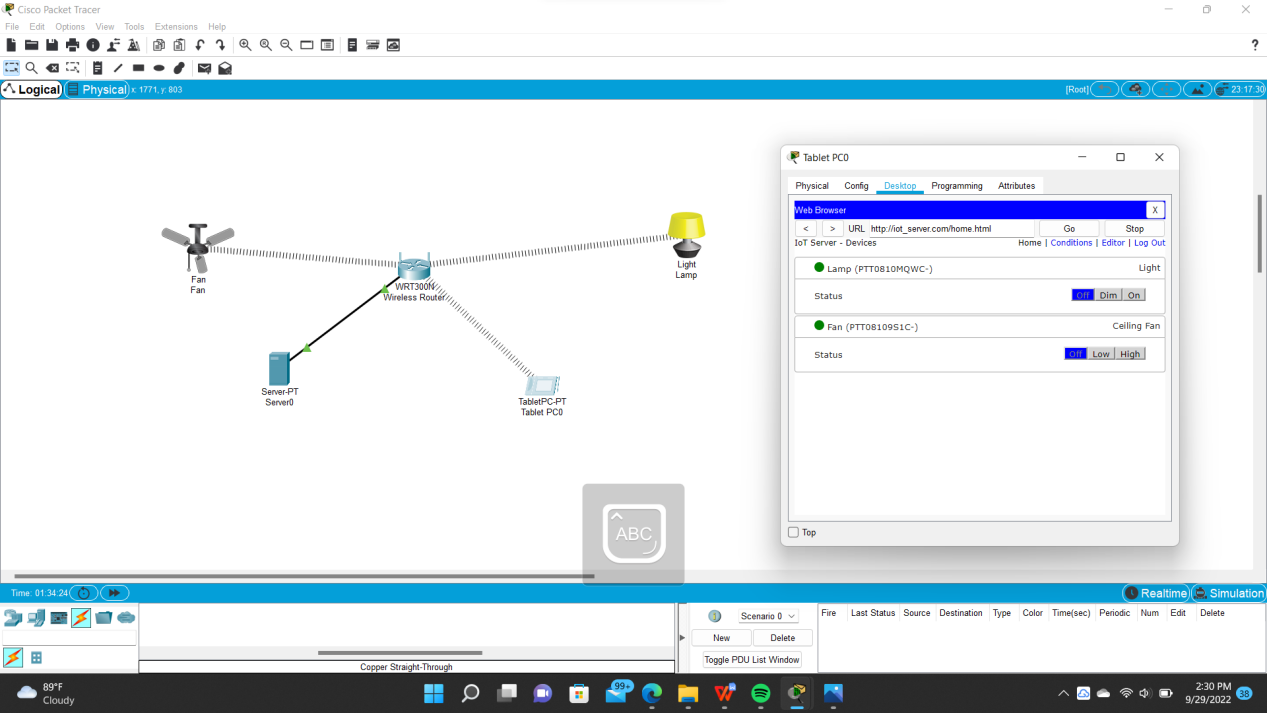 Cisco Packet Tracer
File Edit Options View Tools Extensions Help
?
Logical Physical x: 1771, y: 803 [Root] 23:17:30
Tablet PC0
Physical Config Desktop Programming Attributes
Web Browser X
< > URL http://iot_server.com/home.html Go Stop
IoT Server - Devices Home | Conditions | Editor | Log Out
Lamp (PTT0810MQWC-) Light
Status Off Dim On
Fan (PTT08109S1C-) Ceiling Fan
Status Off Low High
Top
Fan
Fan
WRT300N
Wireless Router
Light
Lamp
Server-PT
Server0
TabletPC-PT
Tablet PC0
ABC
Time: 01:34:24 Realtime Simulation
Scenario 0
New Delete
Toggle PDU List Window
Fire Last Status Source Destination Type Color Time(sec) Periodic Num Edit Delete
Copper Straight-Through
89°F
Cloudy
99+
W
2:30 PM
9/29/2022
38